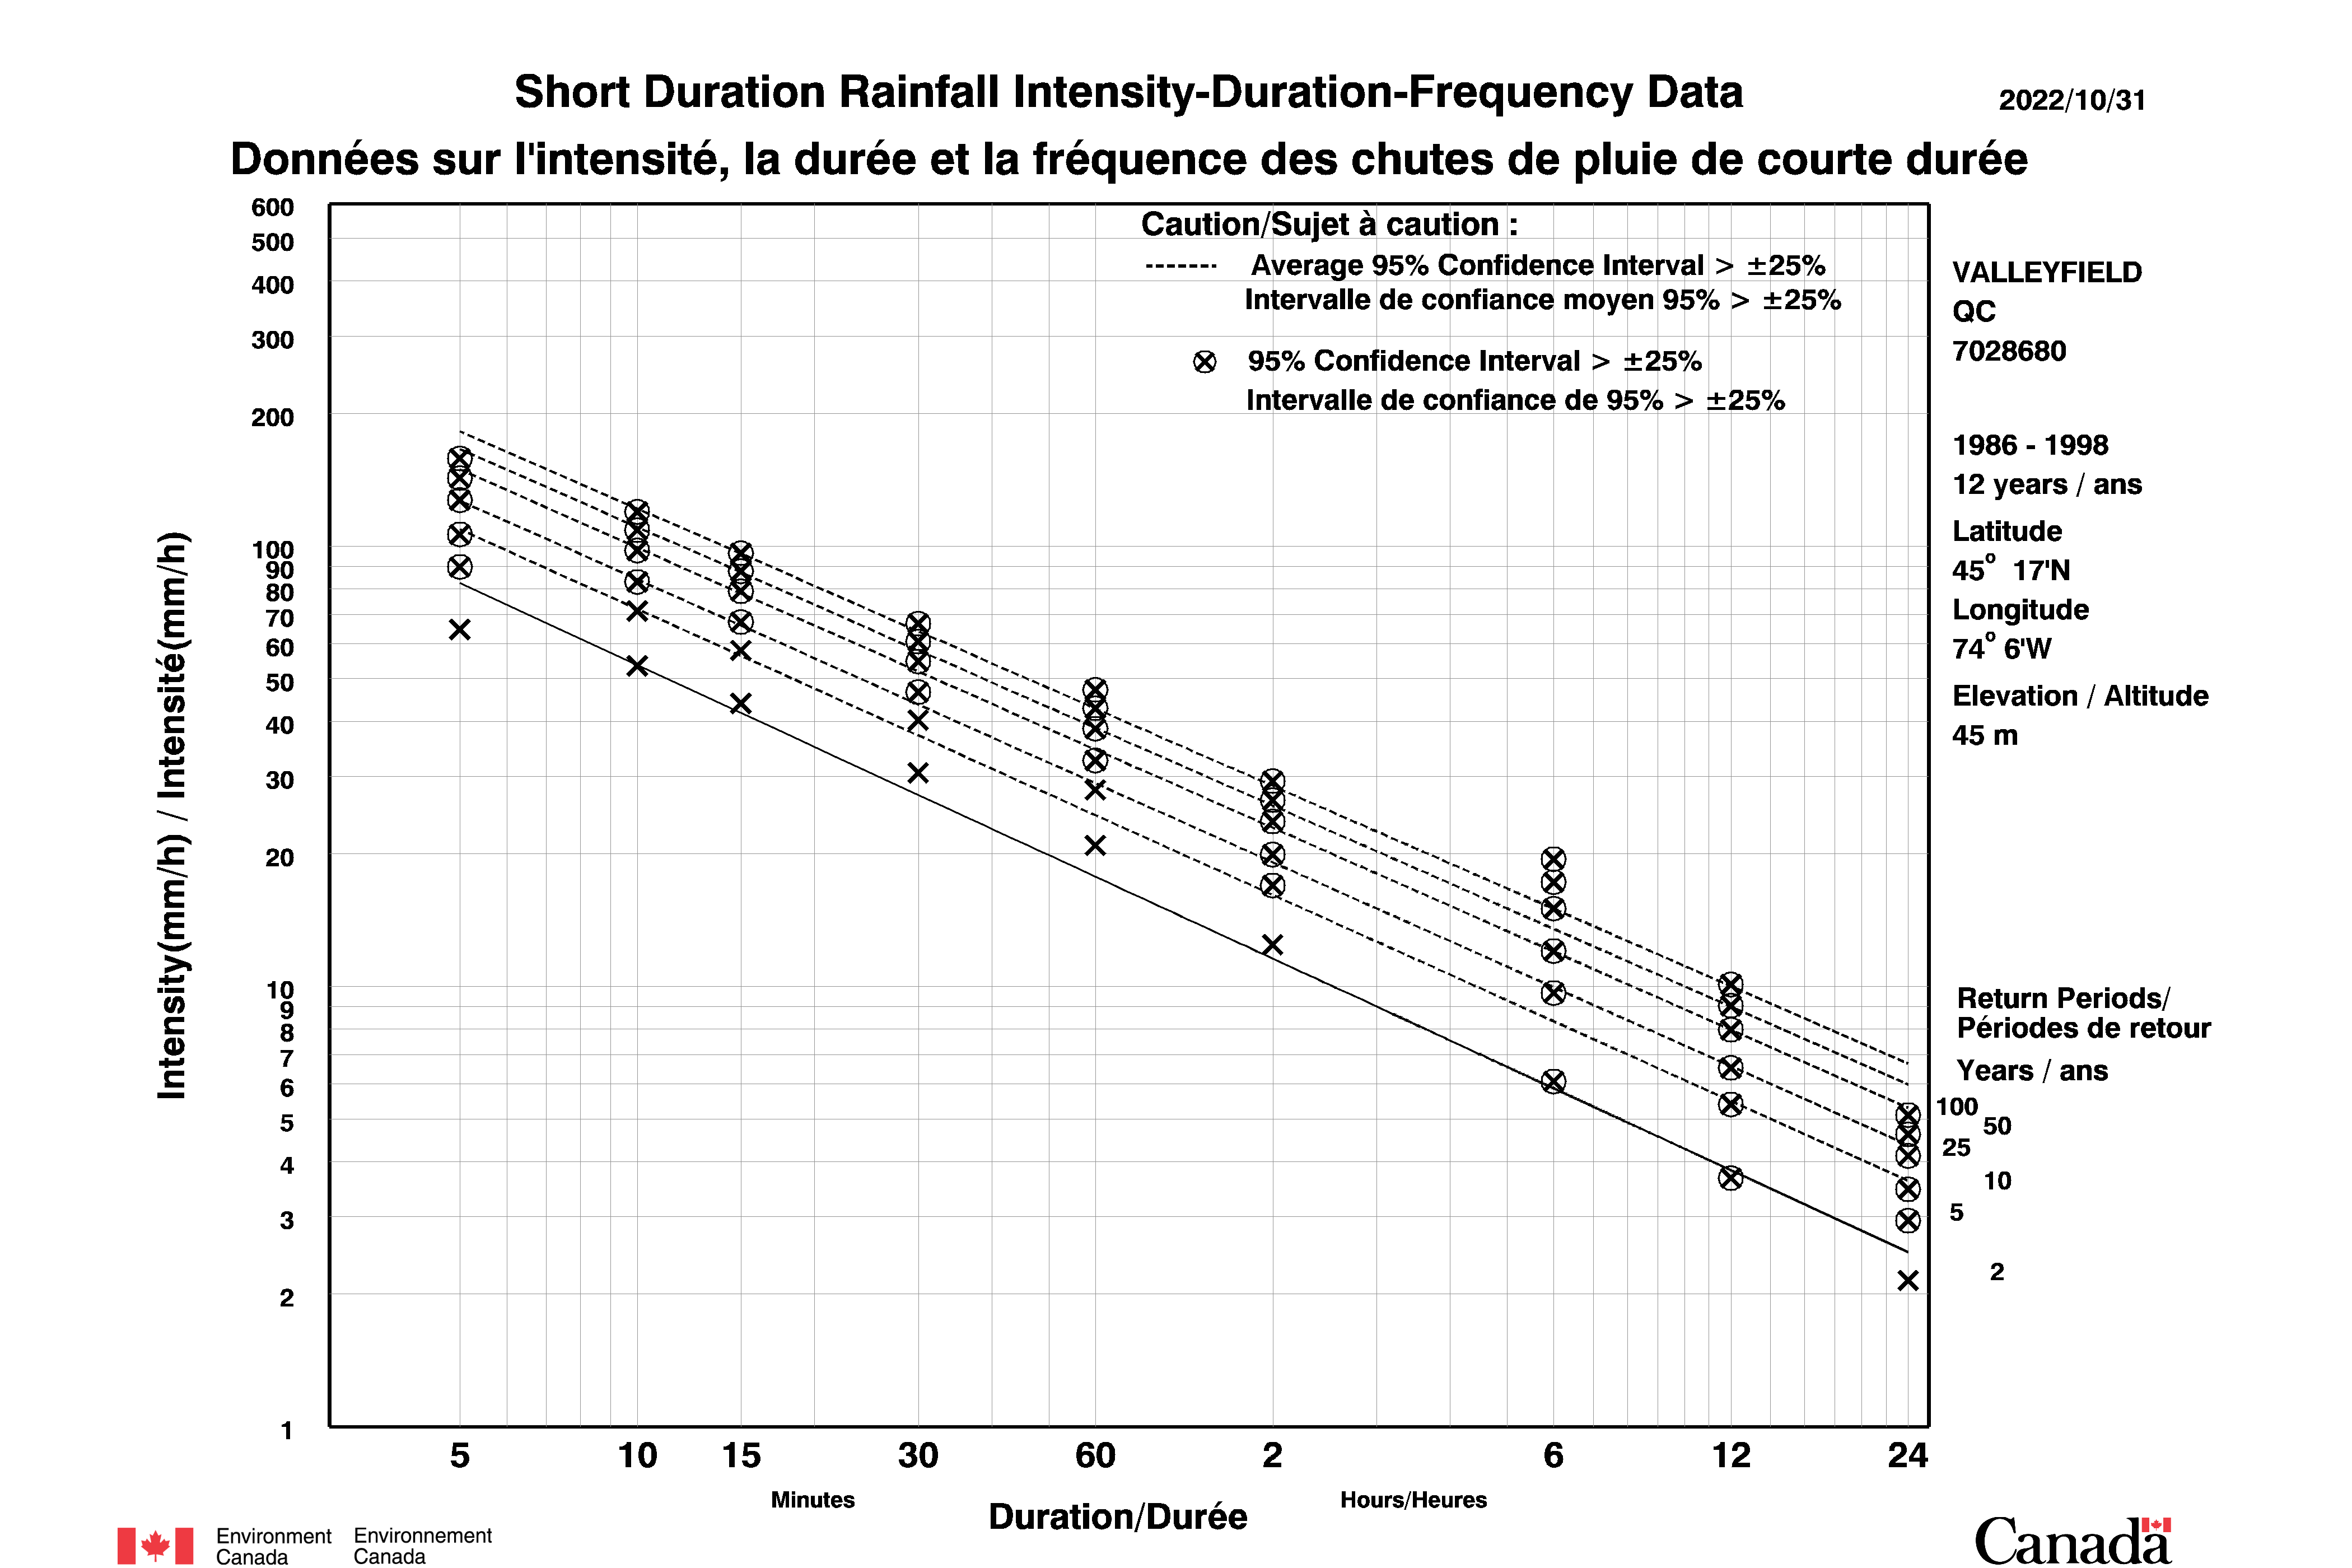 Short Duration Rainfall Intensity-Duration-Frequency Data
2022/10/31
Données sur l'intensité, la durée et la fréquence des chutes de pluie de courte durée
Caution/Sujet à caution :
Average 95% Confidence Interval > ±25%
Intervalle de confiance moyen 95% > ±25%
95% Confidence Interval > ±25%
Intervalle de confiance de 95% > ±25%
VALLEYFIELD
QC
7028680
1986 - 1998
12 years / ans
Latitude
45° 17'N
Longitude
74° 6'W
Elevation / Altitude
45 m
Return Periods/
Périodes de retour
Years / ans
100
50
25
10
5
2
Intensity(mm/h) / Intensité(mm/h)
600
500
400
300
200
100
90
80
70
60
50
40
30
20
10
9
8
7
6
5
4
3
2
1
5 10 15 30 60 2 6 12 24
Minutes
Hours/Heures
Duration/Durée
Environment
Canada
Environnement
Canada
Canada